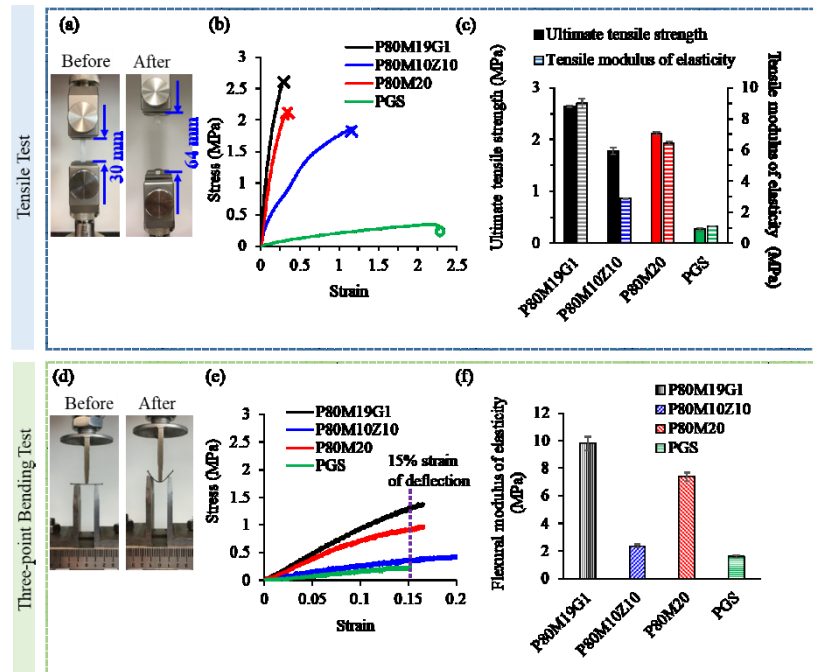 Tensile Test
(a)
Before
After
30 mm
64 mm
(b)
P80M19G1
P80M10Z10
P80M20
PGS
Stress (MPa)
3
2.5
2
1.5
1
0.5
0
0
0.5
1
1.5
2
2.5
Strain
(c)
Ultimate tensile strength
Tensile modulus of elasticity
Ultimate tensile strength (MPa)
3
2
1
0
Tensile modulus of elasticity (MPa)
10
9
8
7
6
5
4
3
2
1
0
P80M19G1
P80M10Z10
P80M20
PGS
Three-point Bending Test
(d)
Before
After
(e)
P80M19G1
P80M10Z10
P80M20
PGS
15% strain
of deflection
Stress (MPa)
3
2.5
2
1.5
1
0.5
0
0
0.05
0.1
0.15
0.2
Strain
(f)
P80M19G1
P80M10Z10
P80M20
PGS
Flexural modulus of elasticity
(MPa)
12
10
8
6
4
2
0
P80M19G1
P80M10Z10
P80M20
PGS